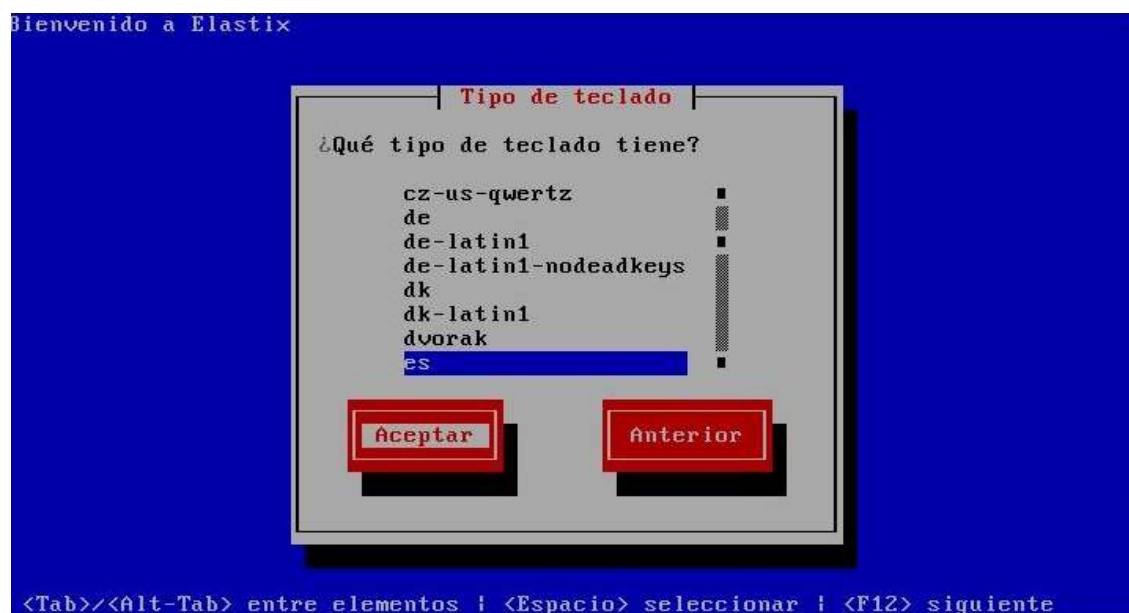 Bienvenido a Elastix
Tipo de teclado
¿Qué tipo de teclado tiene?
cz-us-qwertz
de
de-latin1
de-latin1-nodeadkeys
dk
dk-latin1
dvorak
es
Aceptar
Anterior
<Tab>/<Alt-Tab> entre elementos | <Espacio> seleccionar | <F12> siguiente